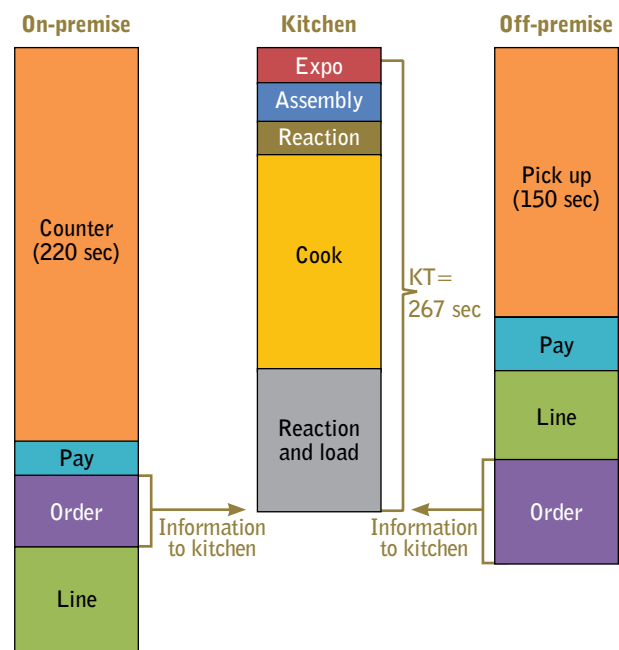 On-premise
Kitchen
Off-premise
Counter
(220 sec)
Pay
Order
Line
Expo
Assembly
Reaction
Cook
Reaction
and load
KT=
267 sec
Pick up
(150 sec)
Pay
Line
Order
Information
to kitchen
Information
to kitchen